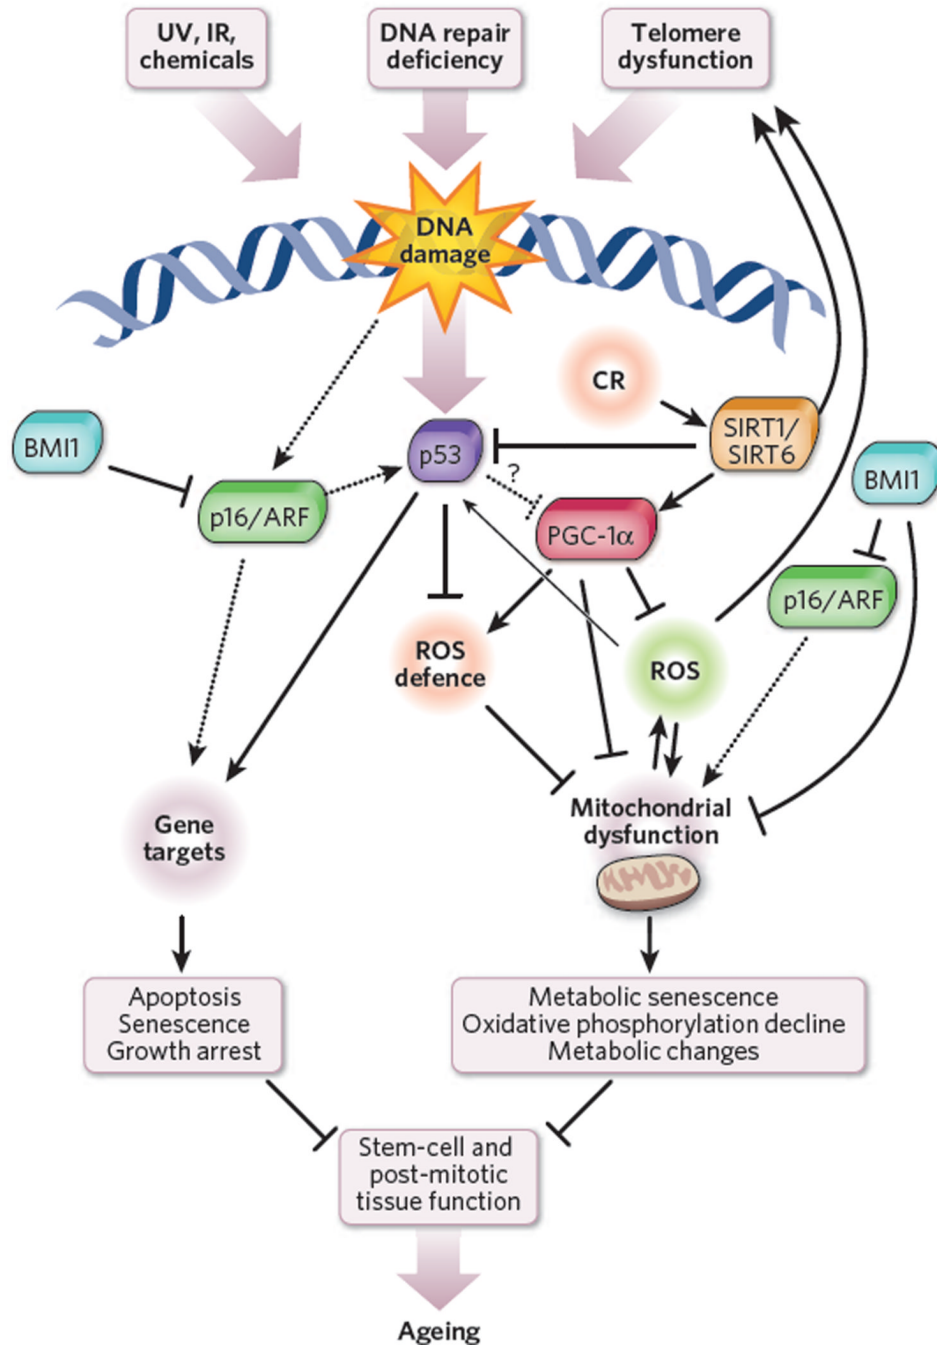 UV, IR,
chemicals
DNA repair
deficiency
Telomere
dysfunction
DNA
damage
CR
BMI1
p53
SIRT1/
SIRT6
?
BMI1
p16/ARF
PGC-1α
p16/ARF
ROS
defence
ROS
Gene
targets
Mitochondrial
dysfunction
Apoptosis
Senescence
Growth arrest
Metabolic senescence
Oxidative phosphorylation decline
Metabolic changes
Stem-cell and
post-mitotic
tissue function
Ageing